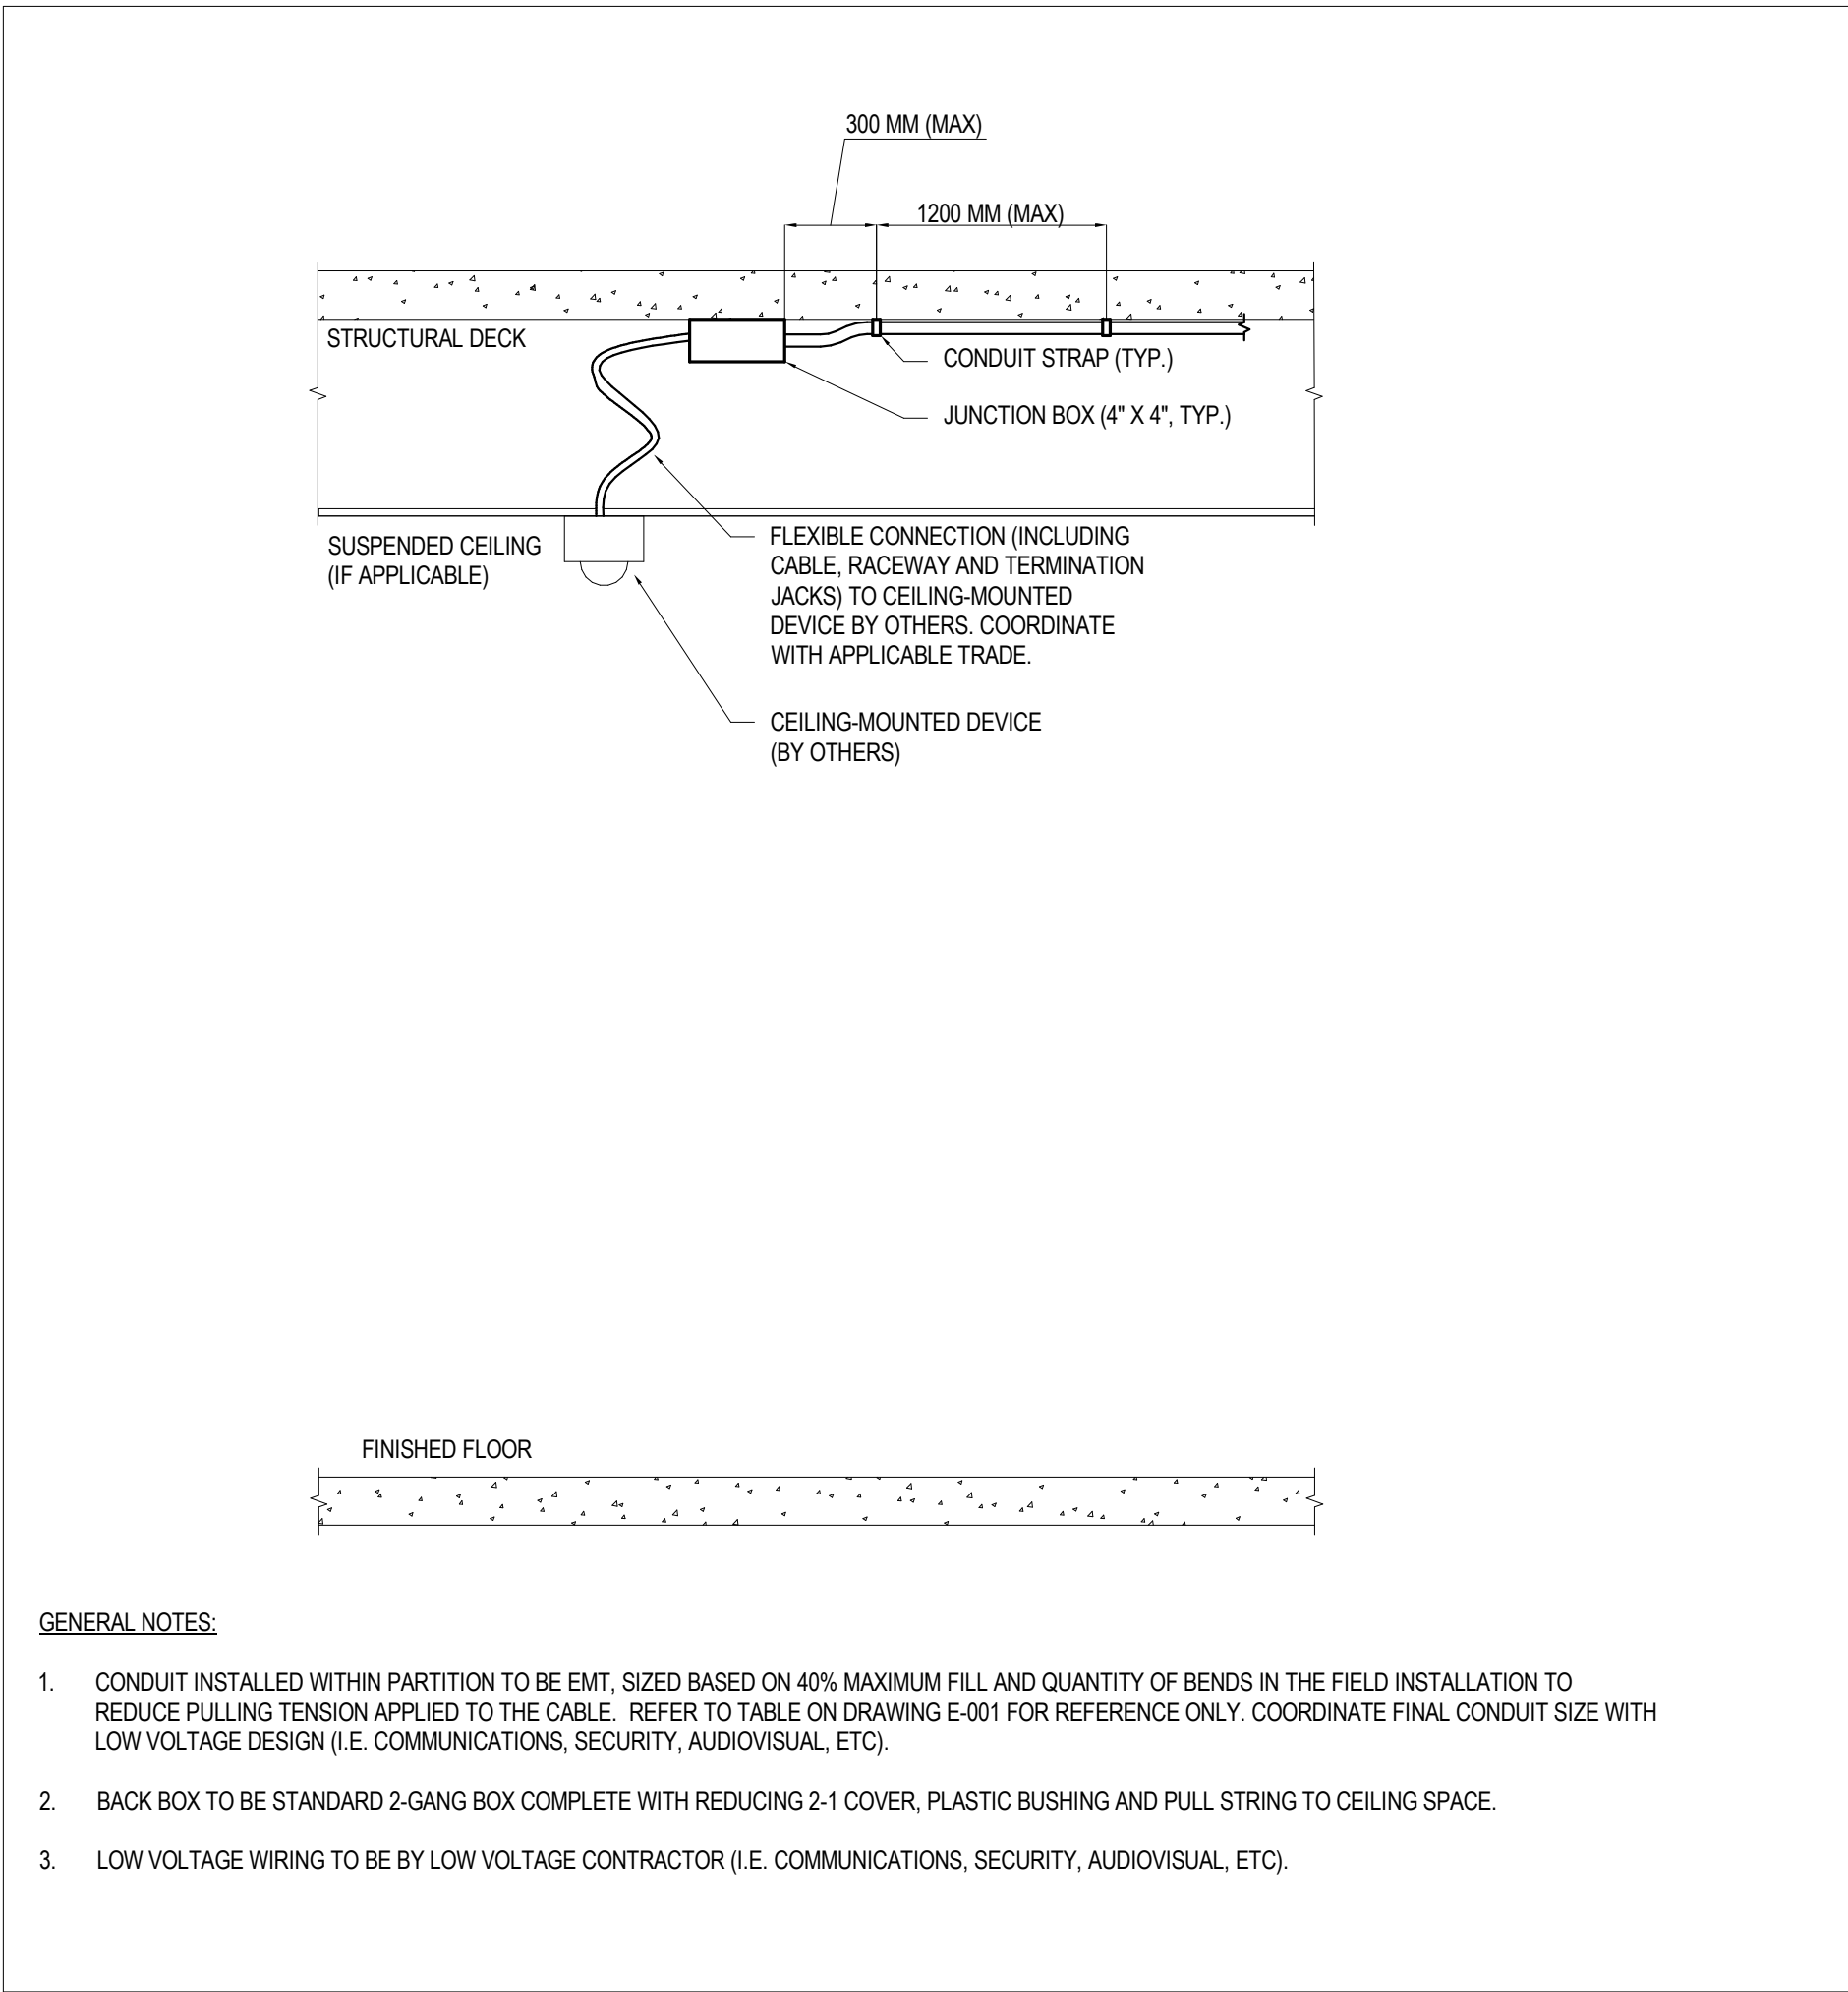 300 MM (MAX)
1200 MM (MAX)
STRUCTURAL DECK
CONDUIT STRAP (TYP.)
JUNCTION BOX (4" X 4", TYP.)
SUSPENDED CEILING
(IF APPLICABLE)
FLEXIBLE CONNECTION (INCLUDING
CABLE, RACEWAY AND TERMINATION
JACKS) TO CEILING-MOUNTED
DEVICE BY OTHERS. COORDINATE
WITH APPLICABLE TRADE.
CEILING-MOUNTED DEVICE
(BY OTHERS)
FINISHED FLOOR
GENERAL NOTES:
1. CONDUIT INSTALLED WITHIN PARTITION TO BE EMT, SIZED BASED ON 40% MAXIMUM FILL AND QUANTITY OF BENDS IN THE FIELD INSTALLATION TO
REDUCE PULLING TENSION APPLIED TO THE CABLE. REFER TO TABLE ON DRAWING E-001 FOR REFERENCE ONLY. COORDINATE FINAL CONDUIT SIZE WITH
LOW VOLTAGE DESIGN (I.E. COMMUNICATIONS, SECURITY, AUDIOVISUAL, ETC).
2. BACK BOX TO BE STANDARD 2-GANG BOX COMPLETE WITH REDUCING 2-1 COVER, PLASTIC BUSHING AND PULL STRING TO CEILING SPACE.
3. LOW VOLTAGE WIRING TO BE BY LOW VOLTAGE CONTRACTOR (I.E. COMMUNICATIONS, SECURITY, AUDIOVISUAL, ETC).